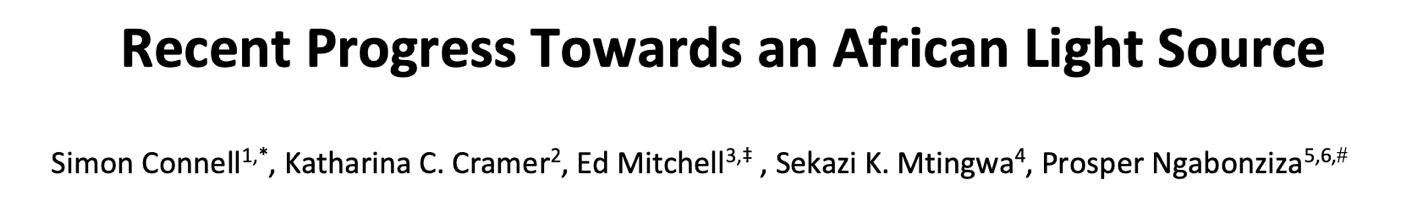 Recent Progress Towards an African Light Source
Simon Connell¹,*, Katharina C. Cramer², Ed Mitchell³,‡ , Sekazi K. Mtingwa⁴, Prosper Ngabonziza⁵,⁶,#